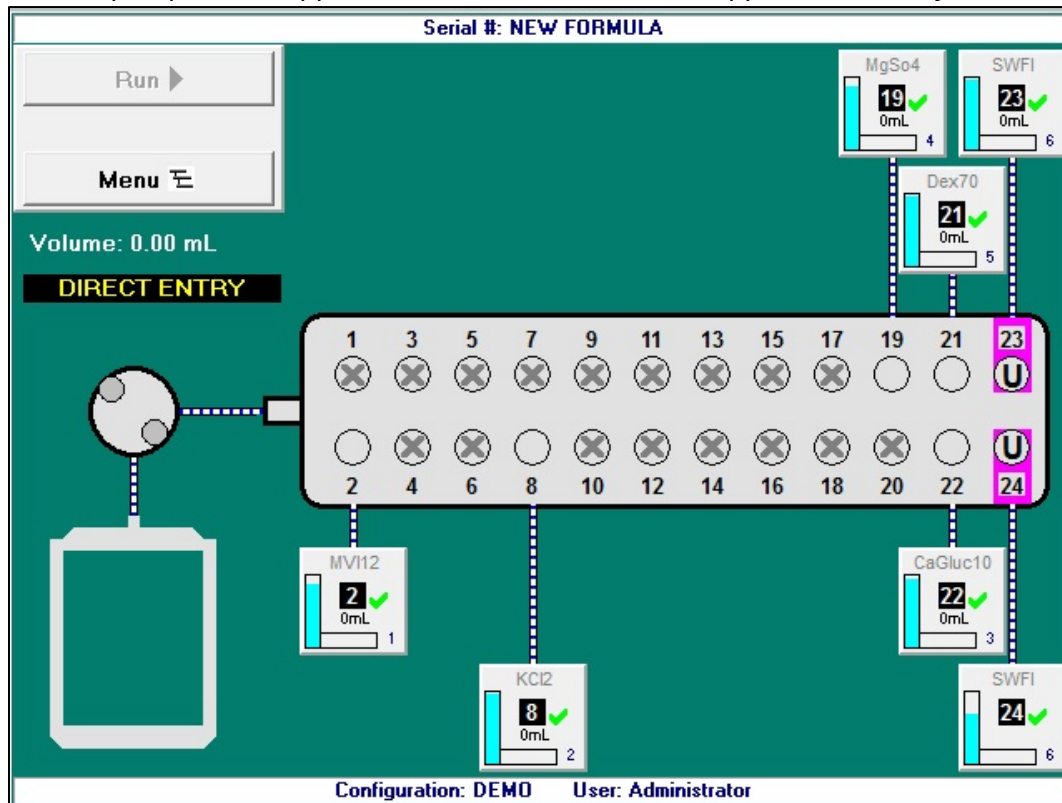 Serial #: NEW FORMULA
Run
Menu
Volume: 0.00 mL
DIRECT ENTRY
MgSo4
19
0mL
4
SWFI
23
0mL
6
Dex70
21
0mL
5
1 3 5 7 9 11 13 15 17 19 21 23
U
U
2 4 6 8 10 12 14 16 18 20 22 24
MVI12
2
0mL
1
CaGluc10
22
0mL
3
KCl2
8
0mL
2
SWFI
24
6
Configuration: DEMO User: Administrator